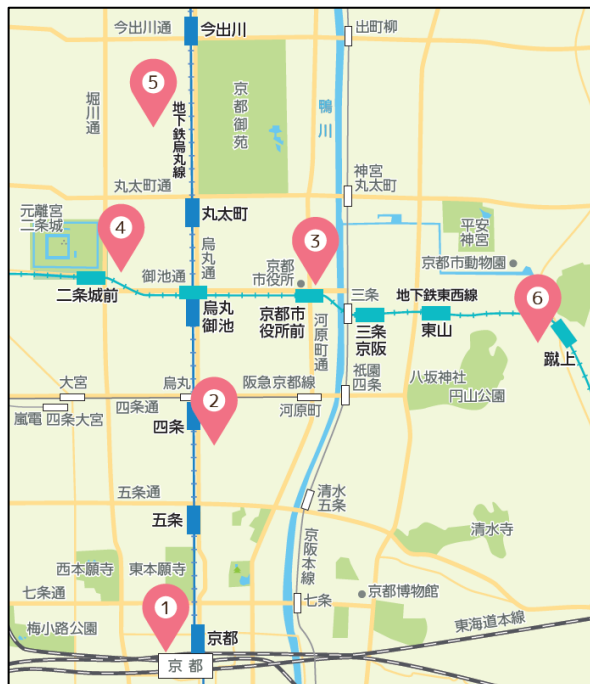 今出川通
今出川
出町柳
5
堀川通
地下鉄烏丸線
京都御苑
鴨川
丸太町通
神宮
丸太町
元離宮
二条城
4
丸太町
烏丸通
3
平安
神宮
京都
市役所
京都市動物園
御池通
二条城前
烏丸
御池
京都市
役所前
河原町通
三条
地下鉄東西線
三条
京阪
東山
6
蹴上
祇園
四条
八坂神社
円山公園
大宮
烏丸
阪急京都線
2
嵐電
四条大宮
四条通
四条
河原町
五条通
五条
清水
五条
清水寺
京阪本線
西本願寺
東本願寺
七条通
七条
京都博物館
1
梅小路公園
京都
東海道本線
京都